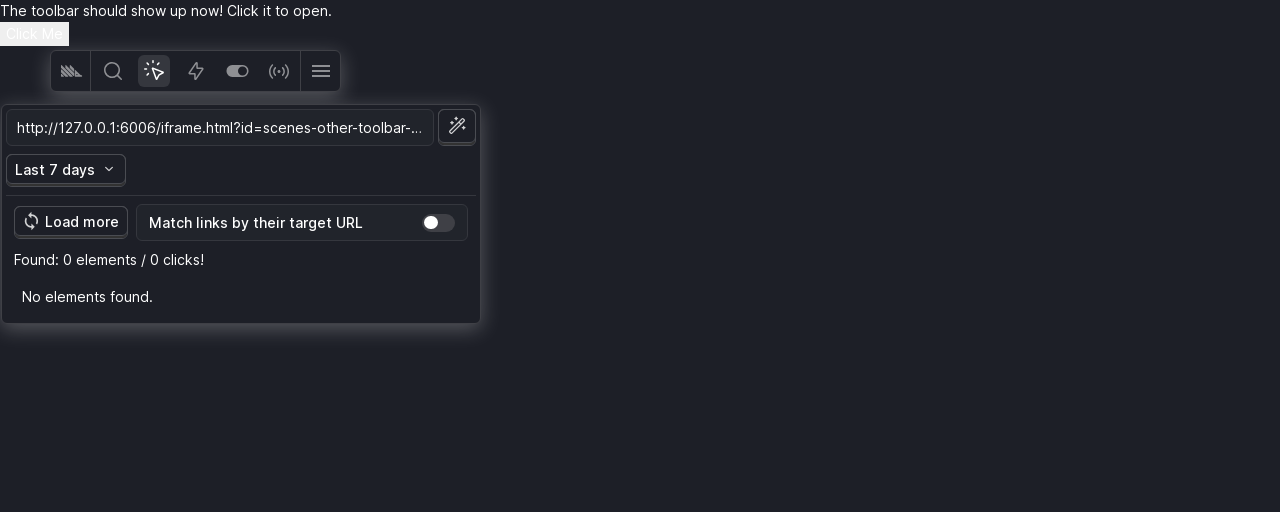 The toolbar should show up now! Click it to open.
Click Me
http://127.0.0.1:6006/iframe.html?id=scenes-other-toolbar-...
Last 7 days
Load more
Match links by their target URL
Found: 0 elements / 0 clicks!
No elements found.